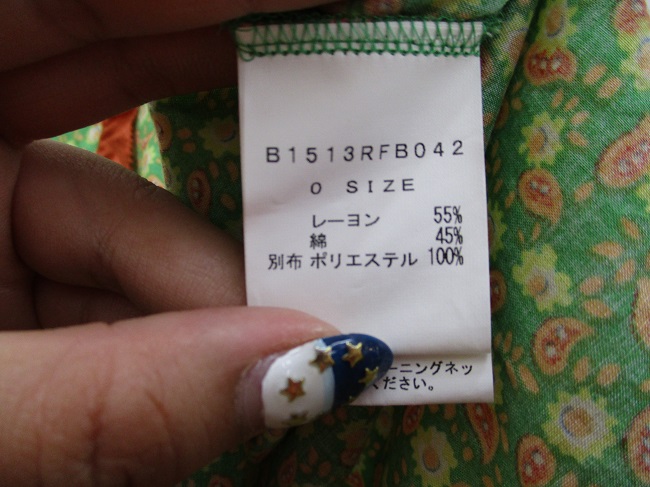 B1513RFB042
0 SIZE
レーヨン 55%
綿 45%
別布 ポリエステル 100%
ーニングネッ
ください。